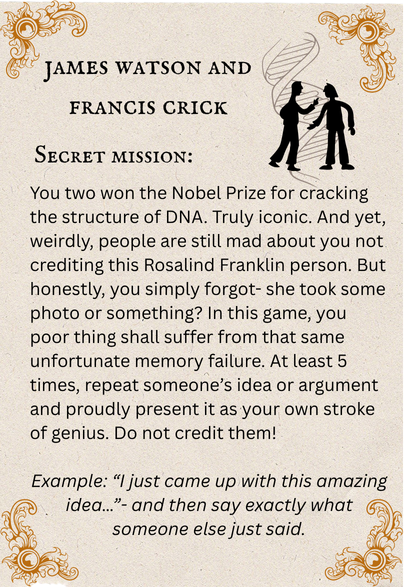 JAMES WATSON AND
FRANCIS CRICK
SECRET MISSION:
You two won the Nobel Prize for cracking
the structure of DNA. Truly iconic. And yet,
weirdly, people are still mad about you not
crediting this Rosalind Franklin person. But
honestly, you simply forgot- she took some
photo or something? In this game, you
poor thing shall suffer from that same
unfortunate memory failure. At least 5
times, repeat someone’s idea or argument
and proudly present it as your own stroke
of genius. Do not credit them!
Example: “I just came up with this amazing
idea...”- and then say exactly what
someone else just said.